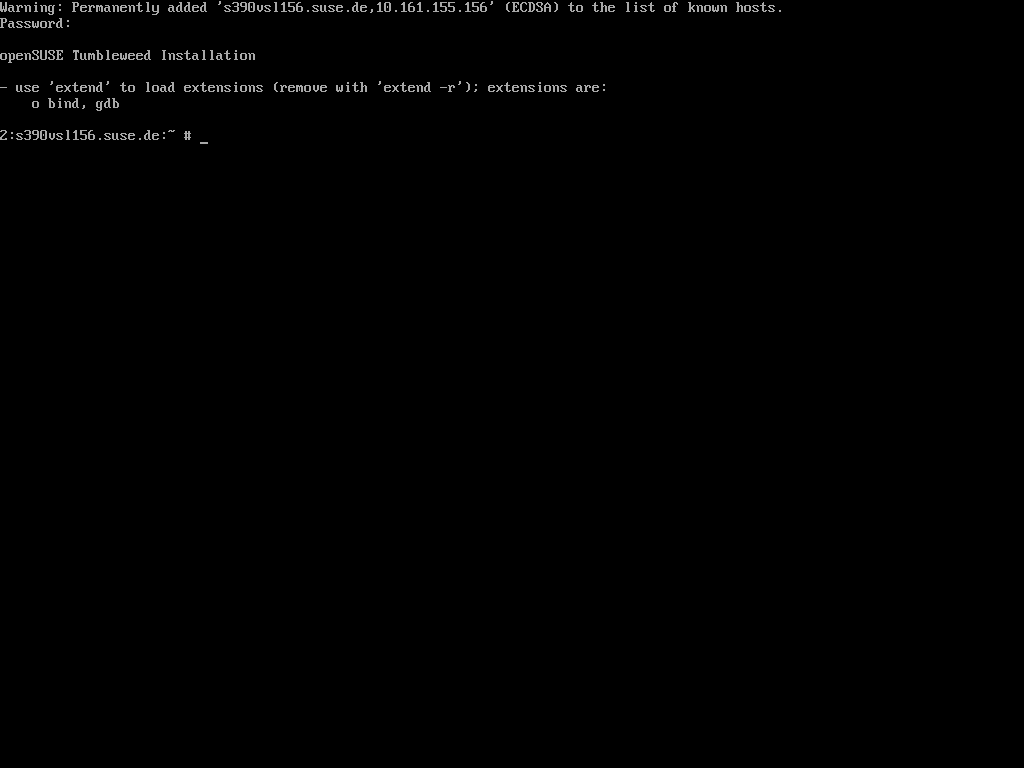 Warning: Permanently added 's390vsl156.suse.de,10.161.155.156' (ECDSA) to the list of known hosts.
Password:
openSUSE Tumbleweed Installation
- use 'extend' to load extensions (remove with 'extend -r'); extensions are:
o bind, gdb
2:s390vsl156.suse.de:~ # _